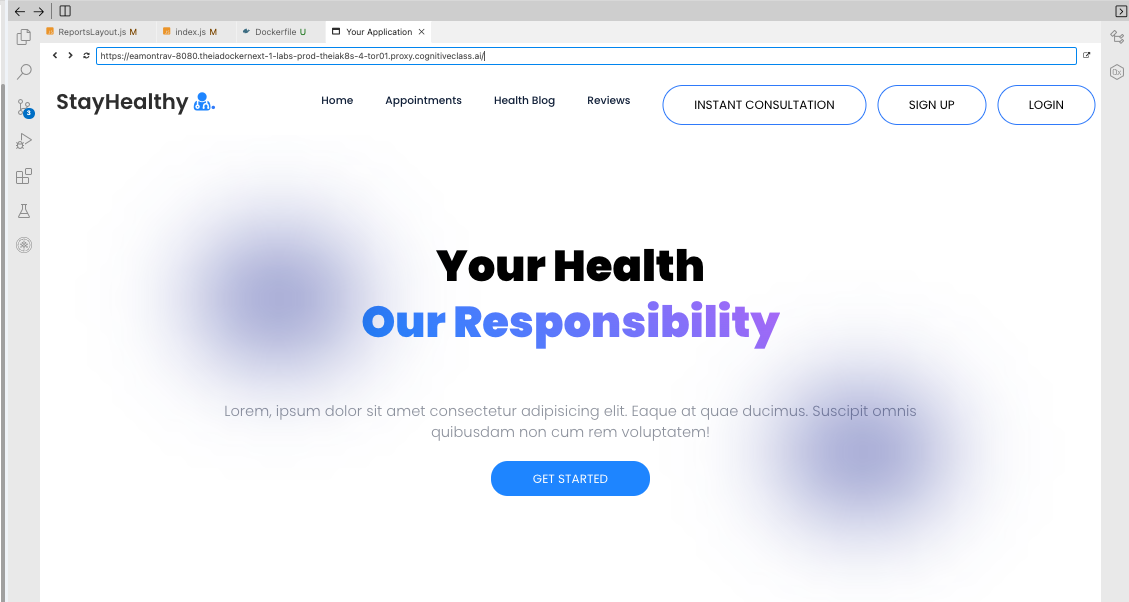 ReportsLayout.js M index.js M Dockerfile U Your Application
https://eamontrav-8080.theiadockernext-1-labs-prod-theiak8s-4-tor01.proxy.cognitiveclass.ai/
StayHealthy Home Appointments Health Blog Reviews INSTANT CONSULTATION SIGN UP LOGIN
3
Your Health
Our Responsibility
Lorem, ipsum dolor sit amet consectetur adipisicing elit. Eaque at quae ducimus. Suscipit omnis
quibusdam non cum rem voluptatem!
GET STARTED